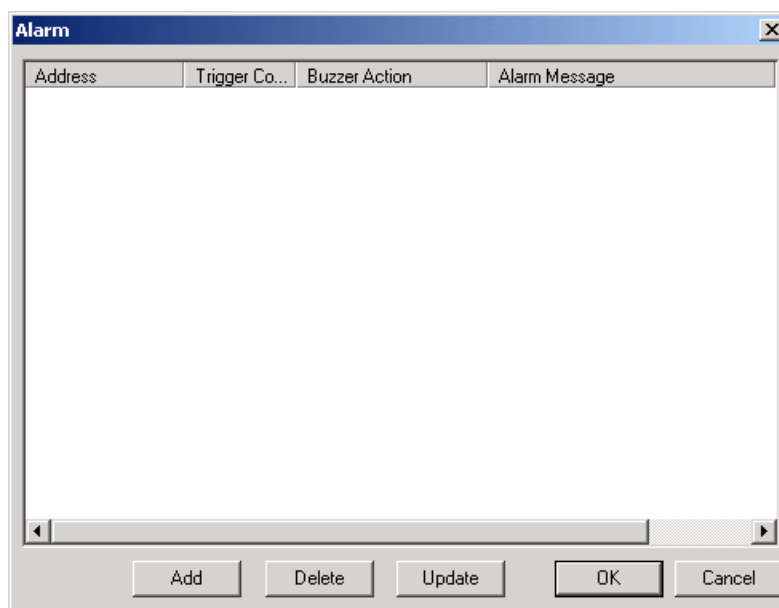 Alarm
Address Trigger Co... Buzzer Action Alarm Message
Add Delete Update OK Cancel